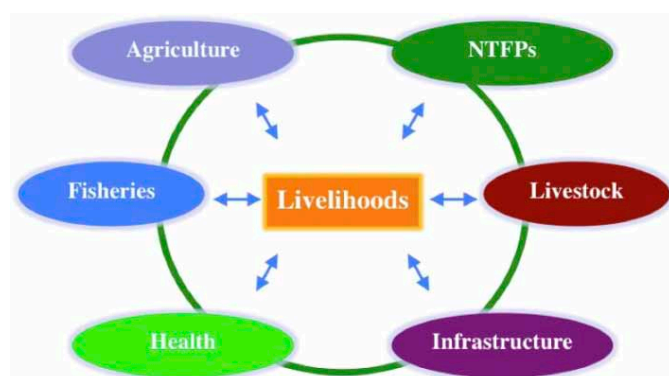 Agriculture
NTFPs
Fisheries
Livelihoods
Livestock
Health
Infrastructure